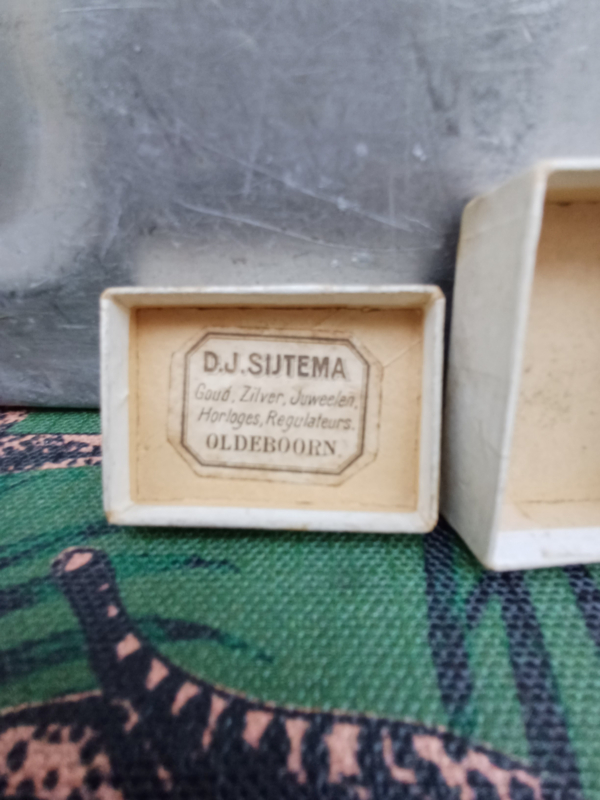 D.J. SIJTEMA
Goud, Zilver, Juweelen,
Horloges, Regulateurs.
OLDEBOORN